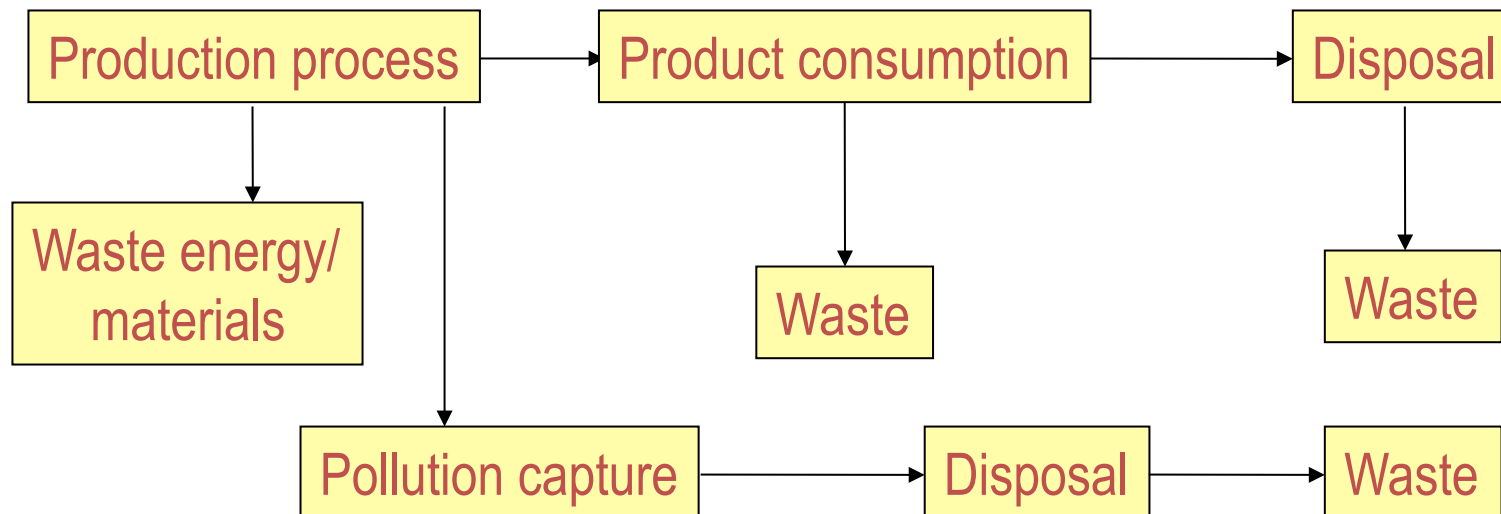 Production process
Product consumption
Disposal
Waste energy/
materials
Waste
Waste
Pollution capture
Disposal
Waste